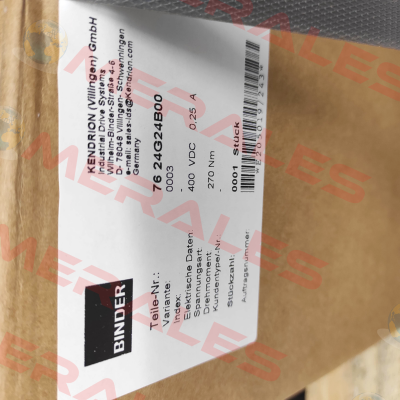 BINDER
KENDRION (Villingen) GmbH
Industrial Drive Systems
Wilhelm-Binder-Straße 4-6
D- 78048 Villingen- Schwenningen
e-mail: sales-ids@Kendrion.com
Germany
Teile-Nr.: 76 24G24B00
Variante: 0003
Index: -
Elektrische Daten 400 VDC 0,25 A
Spannungsart: -
Drehmoment: 270 Nm
Kundentype/-Nr. -
Stückzahl: 0001 Stück
Auftragsnummer